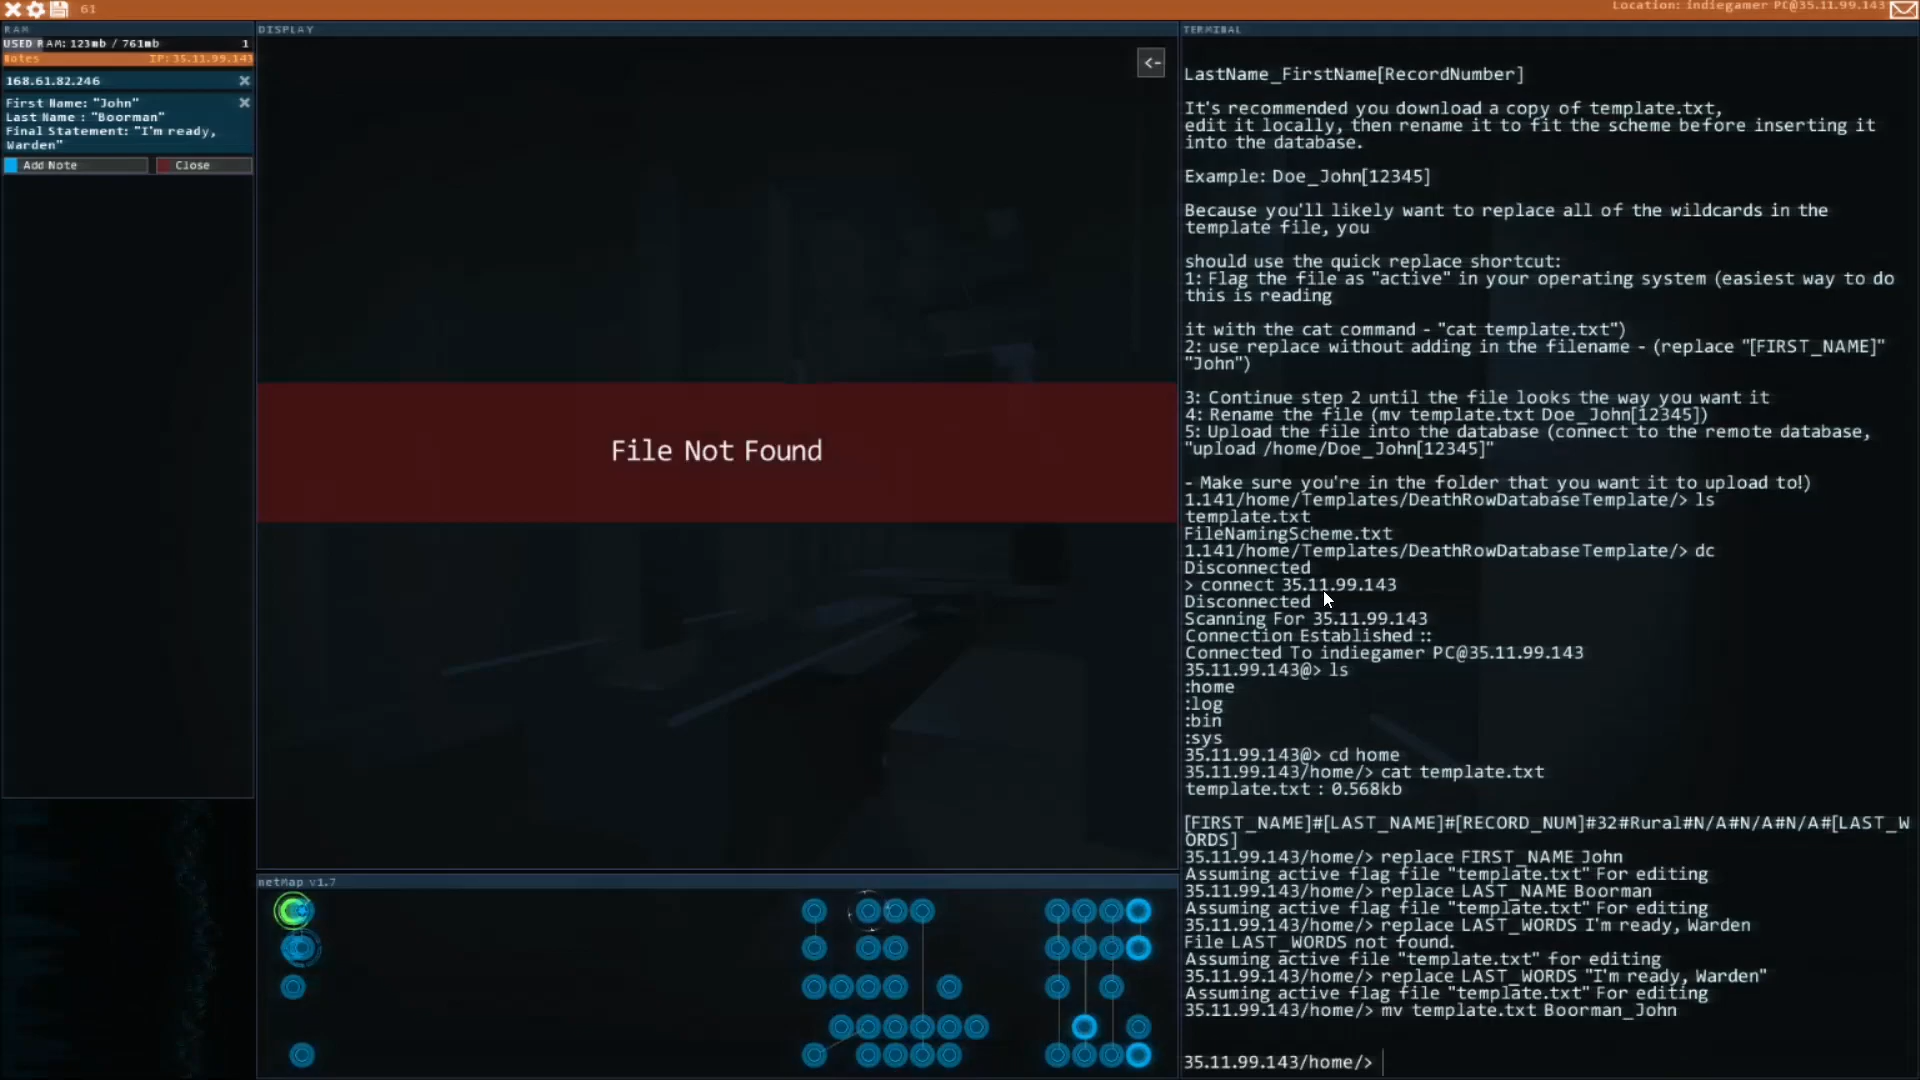 61
Location: indiegamer PC@35.11.99.143
RAM
USED RAM: 123mb / 761mb 1
Notes IP: 35.11.99.143
168.61.82.246
First Name: "John"
Last Name : "Boorman"
Final Statement: "I'm ready,
Warden"
Add Note Close
DISPLAY
<-
File Not Found
netMap v1.7
TERMINAL
LastName_FirstName[RecordNumber]
It's recommended you download a copy of template.txt,
edit it locally, then rename it to fit the scheme before inserting it
into the database.
Example: Doe_John[12345]
Because you'll likely want to replace all of the wildcards in the
template file, you
should use the quick replace shortcut:
1: Flag the file as "active" in your operating system (easiest way to do
this is reading
it with the cat command - "cat template.txt")
2: use replace without adding in the filename - (replace "[FIRST_NAME]"
"John")
3: Continue step 2 until the file looks the way you want it
4: Rename the file (mv template.txt Doe_John[12345])
5: Upload the file into the database (connect to the remote database,
"upload /home/Doe_John[12345]"
- Make sure you're in the folder that you want it to upload to!)
1.141/home/Templates/DeathRowDatabaseTemplate/> ls
template.txt
FileNamingScheme.txt
1.141/home/Templates/DeathRowDatabaseTemplate/> dc
Disconnected
> connect 35.11.99.143
Disconnected
Scanning For 35.11.99.143
Connection Established ::
Connected To indiegamer PC@35.11.99.143
35.11.99.143@> ls
:home
:log
:bin
:sys
35.11.99.143@> cd home
35.11.99.143/home/> cat template.txt
template.txt : 0.568kb
[FIRST_NAME]#[LAST_NAME]#[RECORD_NUM]#32#Rural#N/A#N/A#N/A#[LAST_W
ORDS]
35.11.99.143/home/> replace FIRST_NAME John
Assuming active flag file "template.txt" For editing
35.11.99.143/home/> replace LAST_NAME Boorman
Assuming active flag file "template.txt" For editing
35.11.99.143/home/> replace LAST_WORDS I'm ready, Warden
File LAST_WORDS not found.
Assuming active file "template.txt" for editing
35.11.99.143/home/> replace LAST_WORDS "I'm ready, Warden"
Assuming active flag file "template.txt" For editing
35.11.99.143/home/> mv template.txt Boorman_John
35.11.99.143/home/>